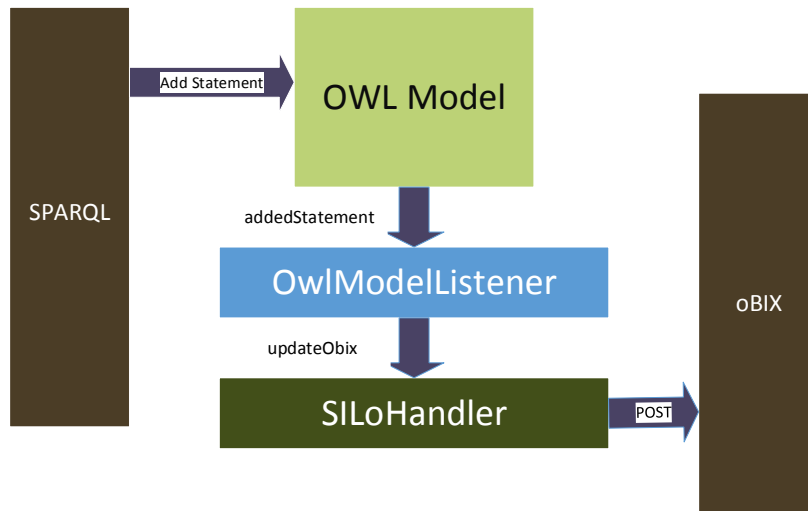 Add Statement
OWL Model
SPARQL
addedStatement
OwlModelListener
oBIX
updateObix
SILoHandler
POST